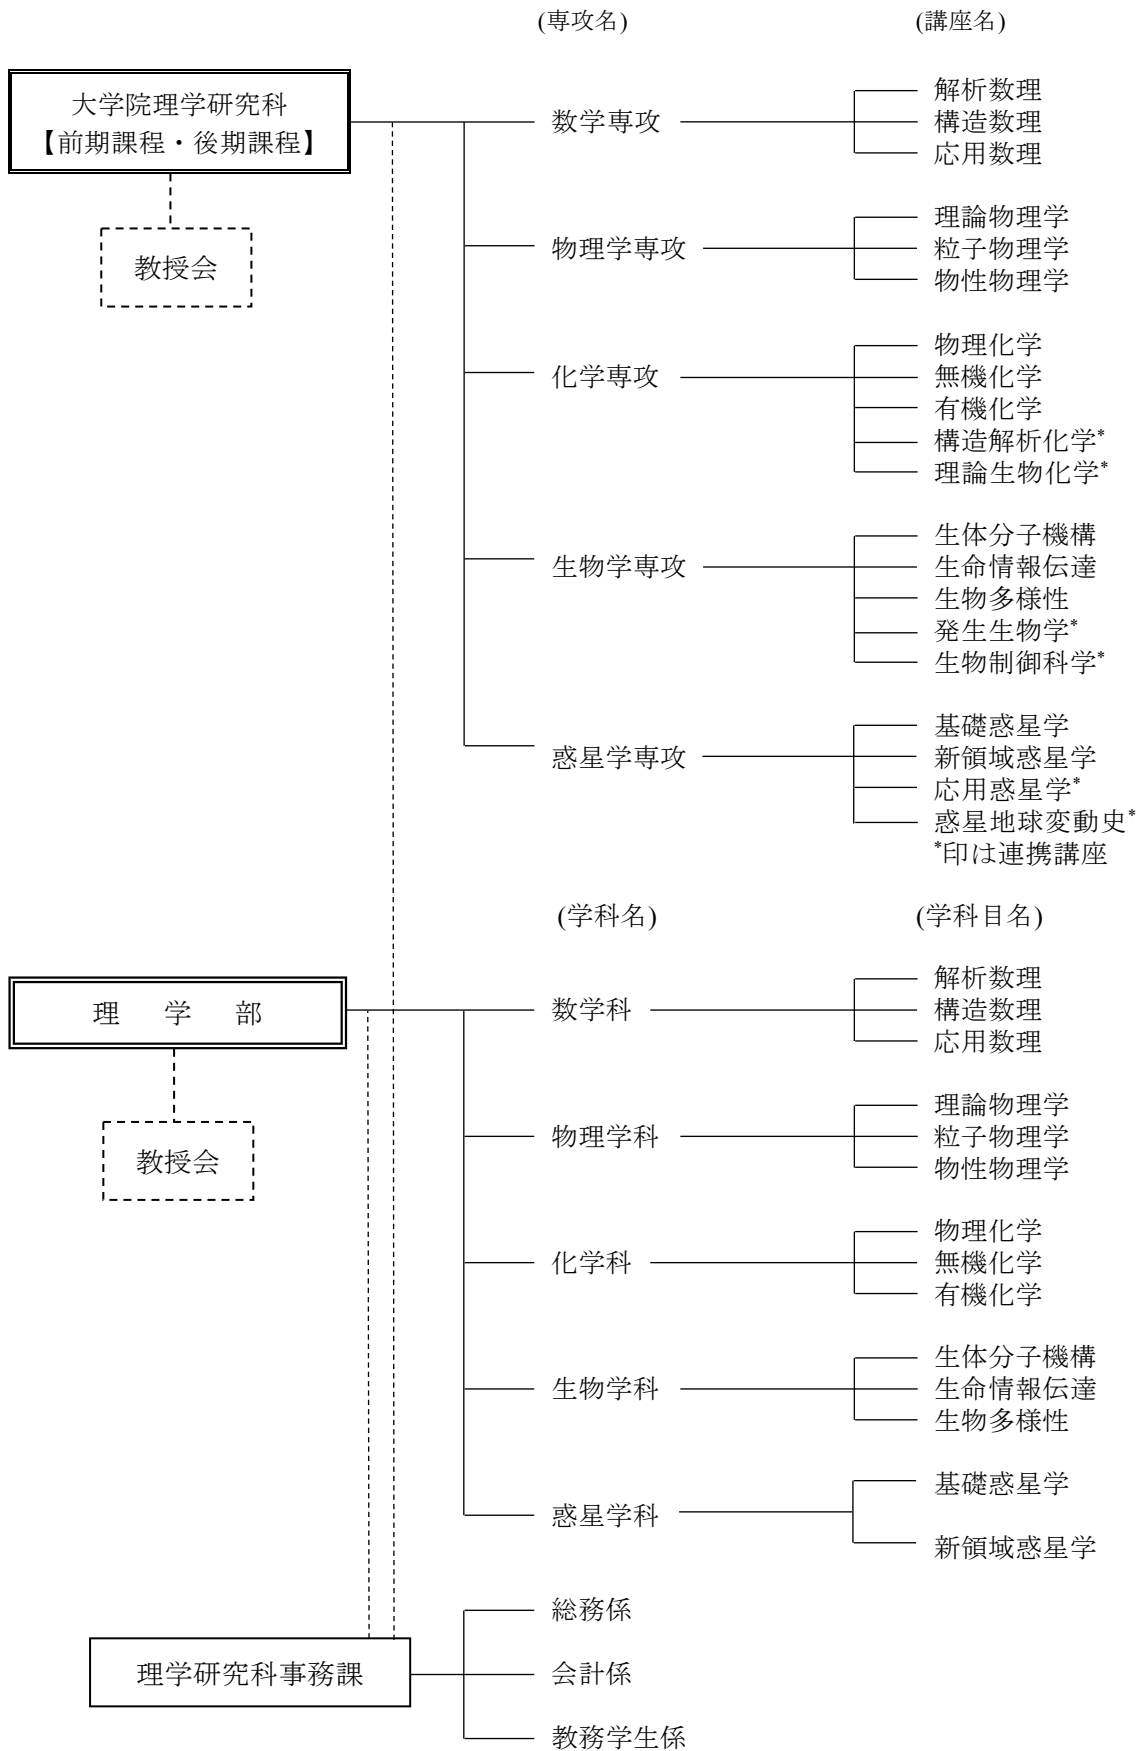 (専攻名)
(講座名)
大学院理学研究科
【前期課程・後期課程】
教授会
数学専攻
解析数理
構造数理
応用数理
物理学専攻
理論物理学
粒子物理学
物性物理学
化学専攻
物理化学
無機化学
有機化学
構造解析化学*
理論生物化学*
生物学専攻
生体分子機構
生命情報伝達
生物多様性
発生生物学*
生物制御科学*
惑星学専攻
基礎惑星学
新領域惑星学
応用惑星学*
惑星地球変動史*
*印は連携講座
(学科名)
(学科目名)
理 学 部
教授会
数学科
解析数理
構造数理
応用数理
物理学科
理論物理学
粒子物理学
物性物理学
化学科
物理化学
無機化学
有機化学
生物学科
生体分子機構
生命情報伝達
生物多様性
惑星学科
基礎惑星学
新領域惑星学
理学研究科事務課
総務係
会計係
教務学生係